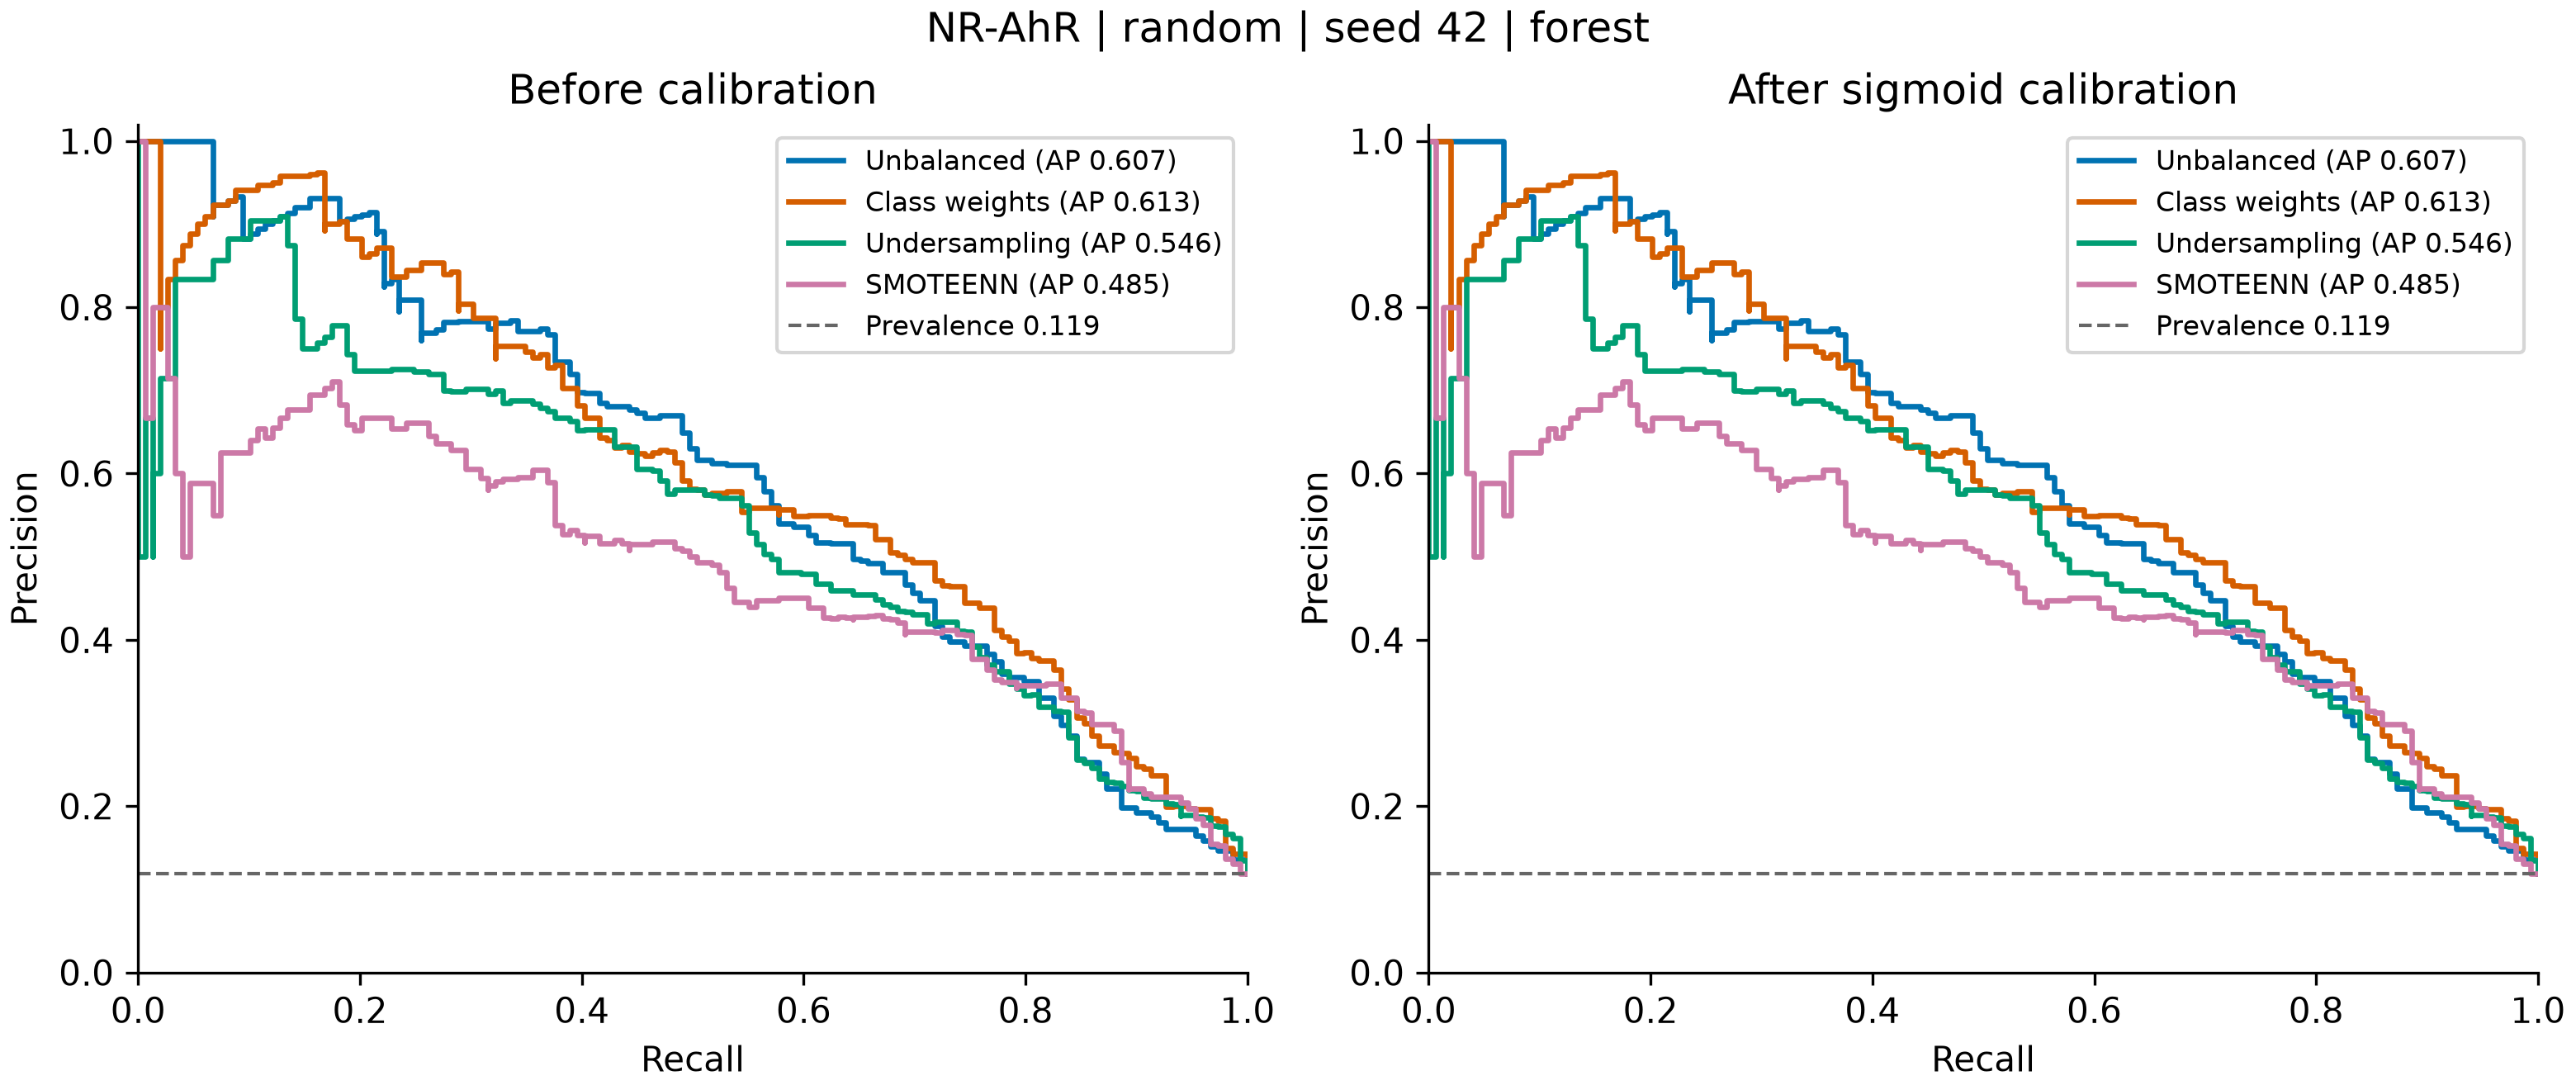 NR-AhR | random | seed 42 | forest
Before calibration
1.0
0.8
0.6
0.4
0.2
0.0
Precision
Unbalanced (AP 0.607)
Class weights (AP 0.613)
Undersampling (AP 0.546)
SMOTEENN (AP 0.485)
Prevalence 0.119
0.0 0.2 0.4 0.6 0.8 1.0
Recall
After sigmoid calibration
1.0
0.8
0.6
0.4
0.2
0.0
Precision
Unbalanced (AP 0.607)
Class weights (AP 0.613)
Undersampling (AP 0.546)
SMOTEENN (AP 0.485)
Prevalence 0.119
0.0 0.2 0.4 0.6 0.8 1.0
Recall